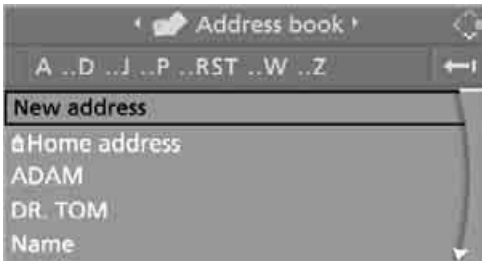 Address book
A ..D ..J ..P ..RST ..W ..Z
New address
Home address
ADAM
DR. TOM
Name